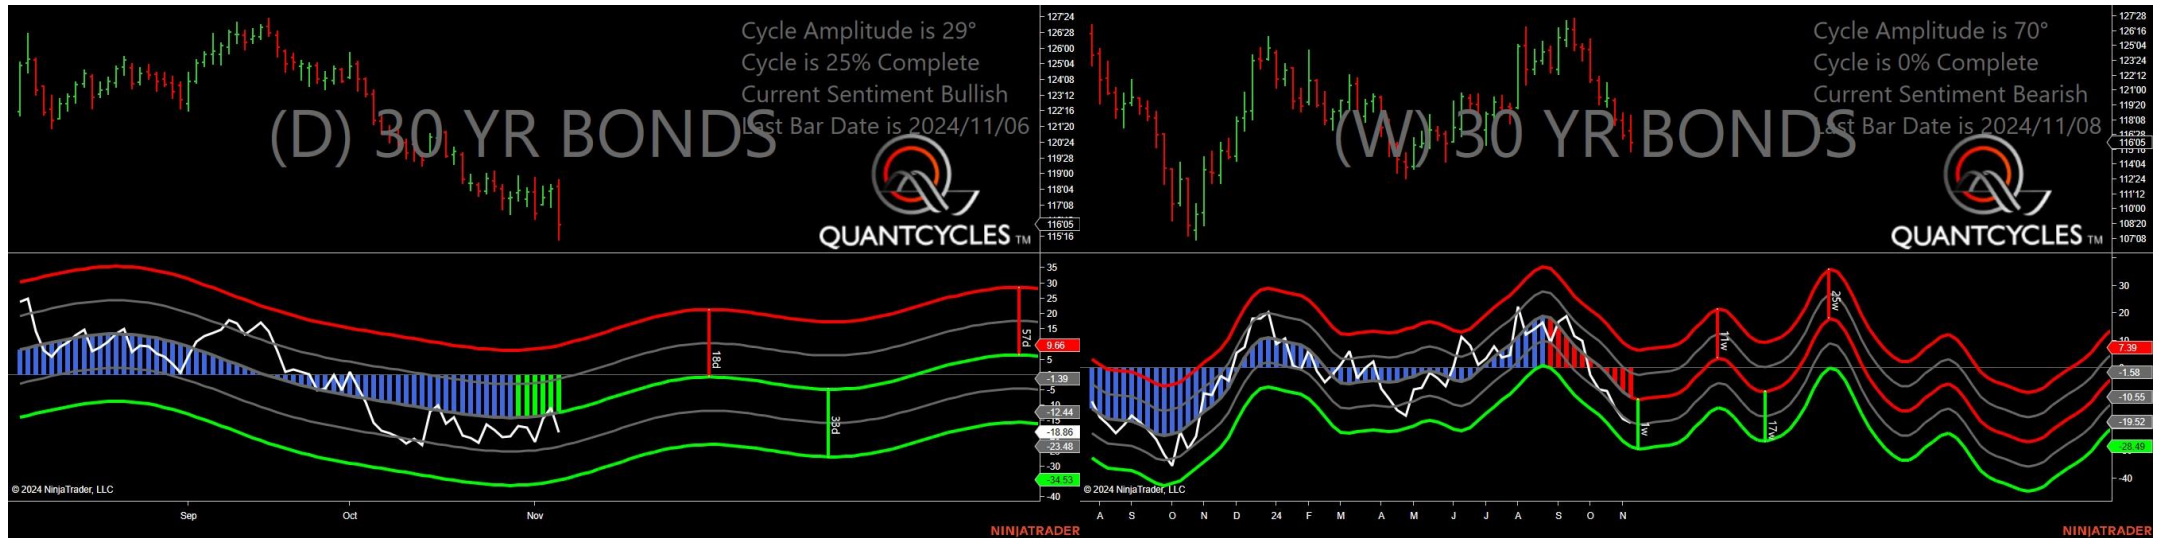 Cycle Amplitude is 29°
Cycle is 25% Complete
Current Sentiment Bullish
Last Bar Date is 2024/11/06
(D) 30 YR BONDS
QUANTCYCLES TM
127'24
126'28
126'00
125'04
124'08
123'12
122'16
121'20
120'24
119'28
119'00
118'04
117'08
116'05
115'16
35
30
25
20
15
9.66
5
-1.39
-5
-12.44
-18.86
-23.48
-30
-34.53
-40
18d
33d
57d
© 2024 NinjaTrader, LLC
Sep
Oct
Nov
NINJATRADER
Cycle Amplitude is 70°
Cycle is 0% Complete
Current Sentiment Bearish
Last Bar Date is 2024/11/08
(W) 30 YR BONDS
QUANTCYCLES TM
127'28
126'16
125'04
123'24
122'12
121'00
119'20
118'08
116'28
116'05
114'04
112'24
111'12
110'00
108'20
107'08
30
20
7.39
-1.58
-10.55
-19.52
-28.49
-40
1w
11w
17w
25w
© 2024 NinjaTrader, LLC
A S O N D 24 F M A M J J A S O N
NINJATRADER